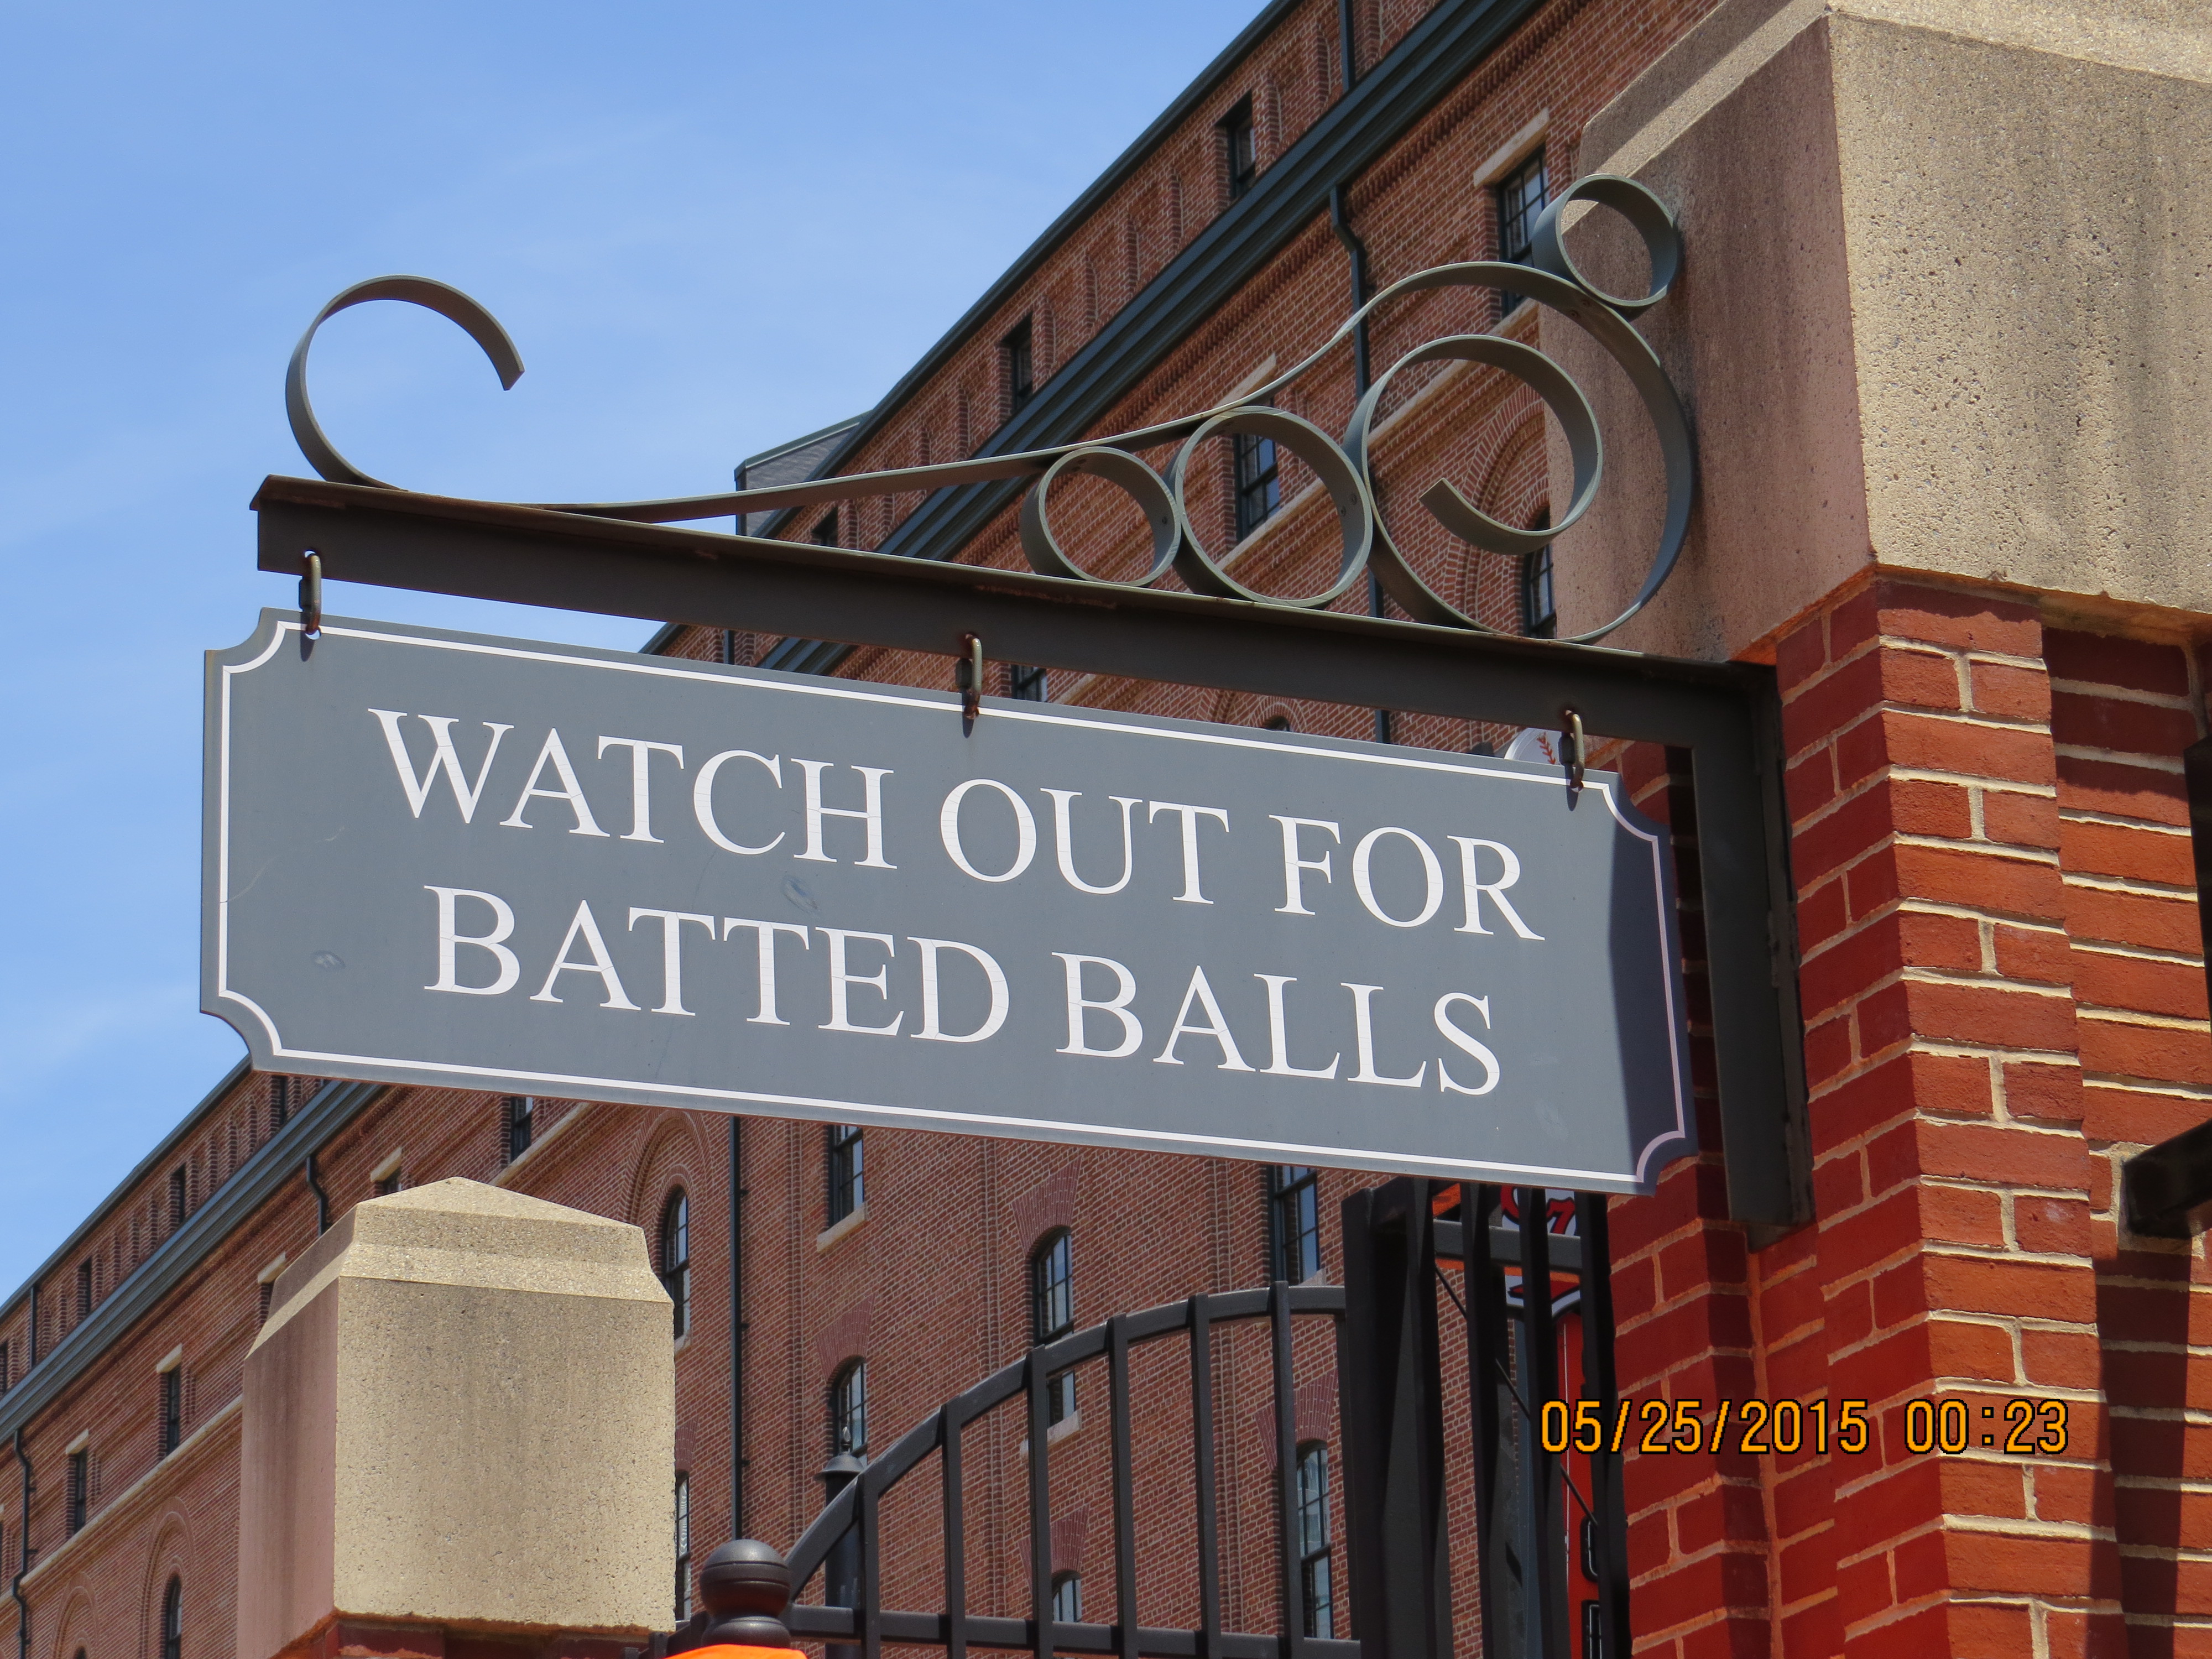 WATCH OUT FOR
BATTED BALLS
05/25/2015 00:23